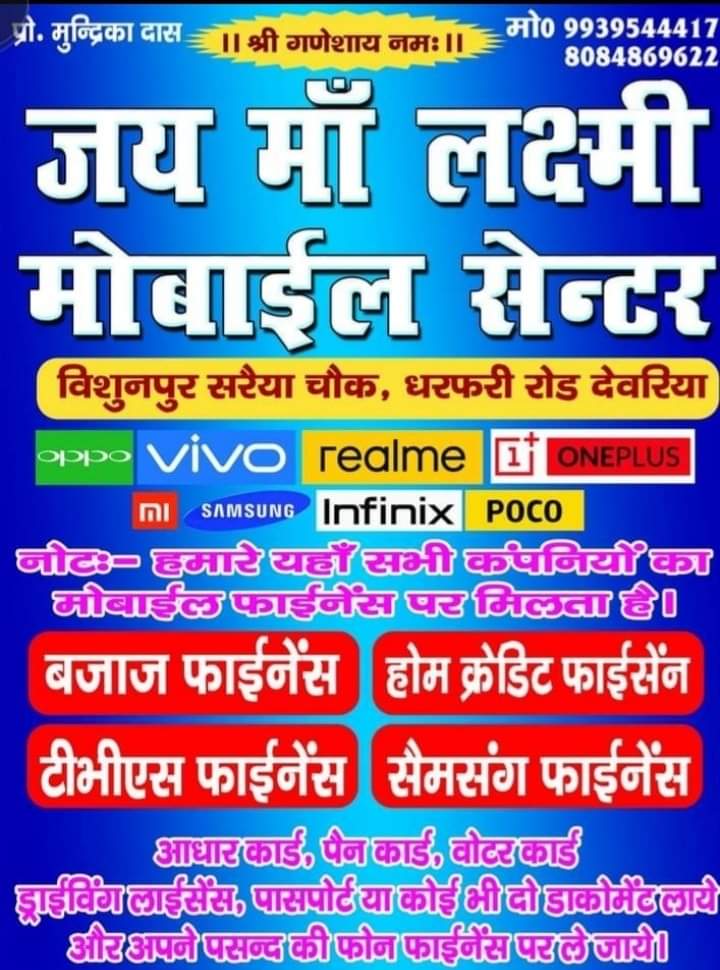 प्रो. मुन्द्रिका दास
।। श्री गणेशाय नमः ।।
मो0 9939544417
8084869622
जय माँ लक्ष्मी
मोबाईल सेन्टर
विशुनपुर सरैया चौक, धरफरी रोड देवरिया
oppo vivo realme 1+ ONEPLUS
mi SAMSUNG Infinix POCO
नोटः- हमारे यहाँ सभी कंपनियों का
मोबाईल फाईनेंस पर मिलता है।
बजाज फाईनेंस होम क्रेडिट फाईसेंन
टीभीएस फाईनेंस सैमसंग फाईनेंस
आधार कार्ड, पैन कार्ड, वोटर कार्ड
ड्राईविंग लाईसेंस, पासपोर्ट या कोई भी दो डाकोमेंट लाये
और अपने पसन्द की फोन फाईनेंस पर ले जाये।